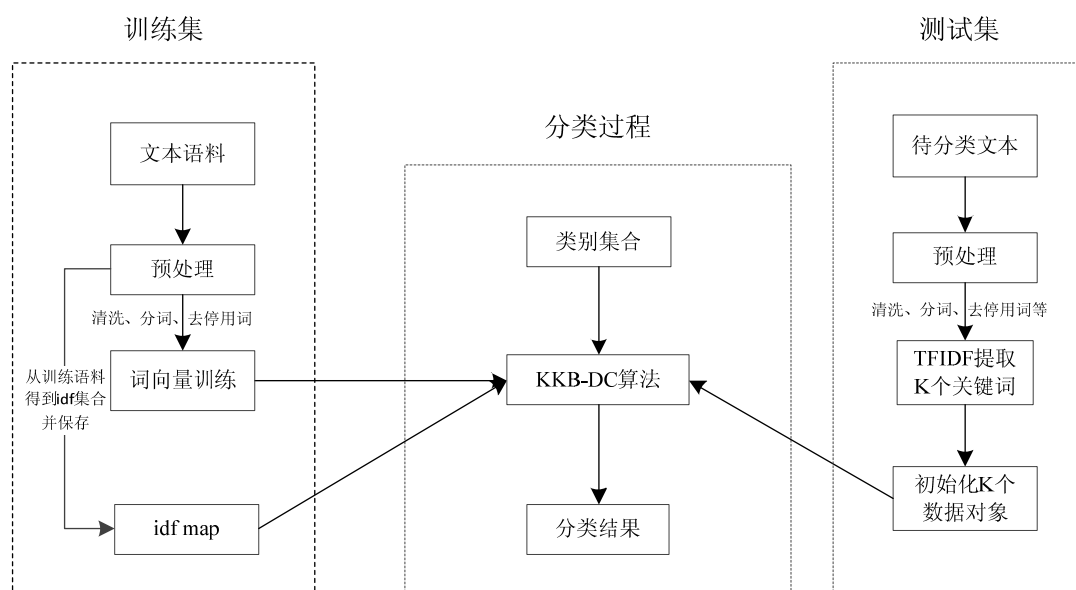 训练集
文本语料
预处理
清洗、分词、去停用词
从训练语料
得到idf集合
并保存
词向量训练
idf map
分类过程
类别集合
KKB-DC算法
分类结果
测试集
待分类文本
预处理
清洗、分词、去停用词等
TFIDF提取
K个关键词
初始化K个
数据对象